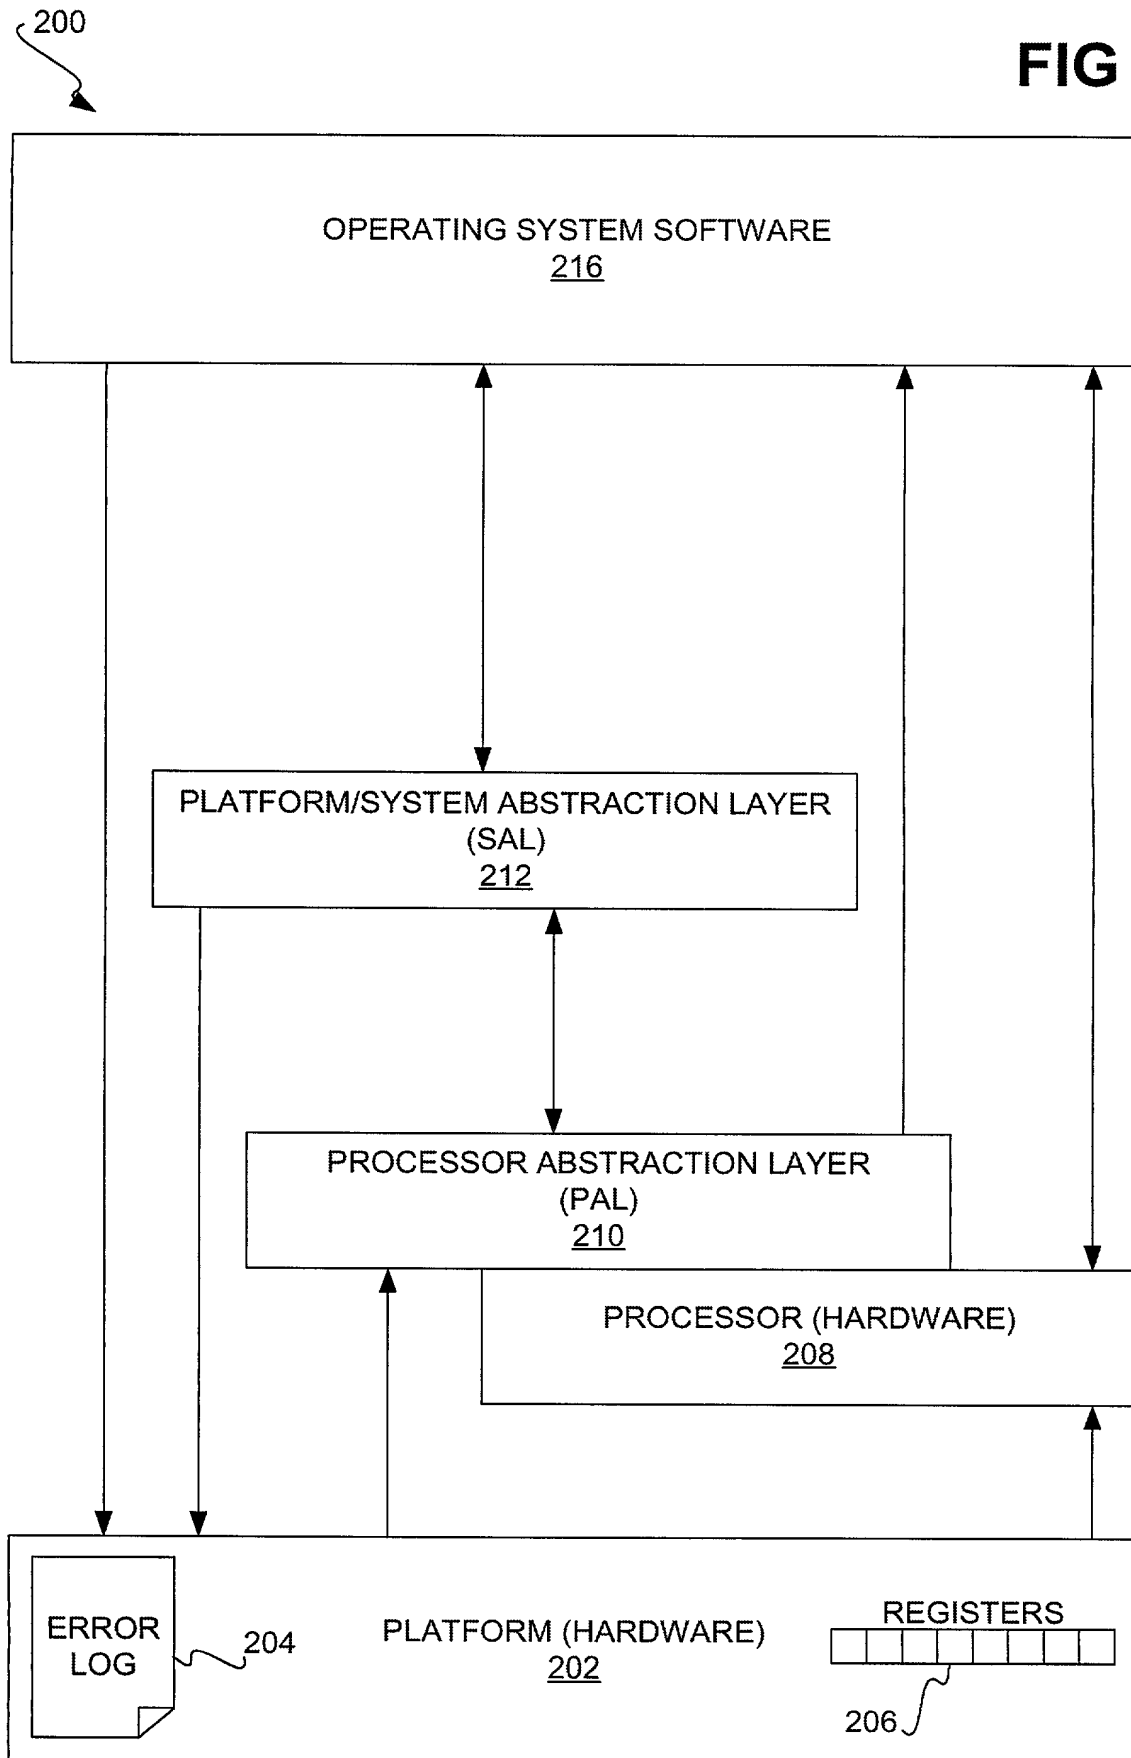 200
FIG
OPERATING SYSTEM SOFTWARE
216
PLATFORM/SYSTEM ABSTRACTION LAYER
(SAL)
212
PROCESSOR ABSTRACTION LAYER
(PAL)
210
PROCESSOR (HARDWARE)
208
ERROR
LOG
204
PLATFORM (HARDWARE)
202
REGISTERS
206